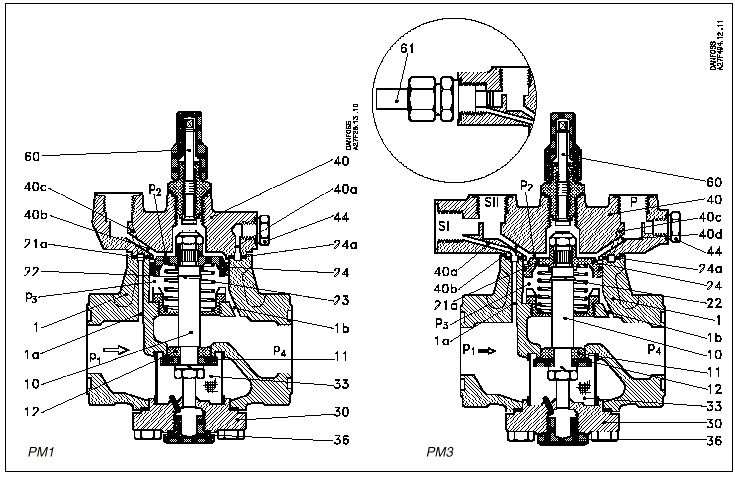 61
DANFOSS
A27F494.12.11
DANFOSS
A27F28.13.10
60
40c
P2
40b
21a
22
P3
1
1a
P1
10
12
40
40a
44
24a
24
23
1b
P4
11
33
30
36
PM1
SII
P2
P
SI
60
40
40c
40d
44
24a
24
22
1
1b
10
11
12
33
30
36
40a
40b
21a
P3
1a
P1
P4
PM3